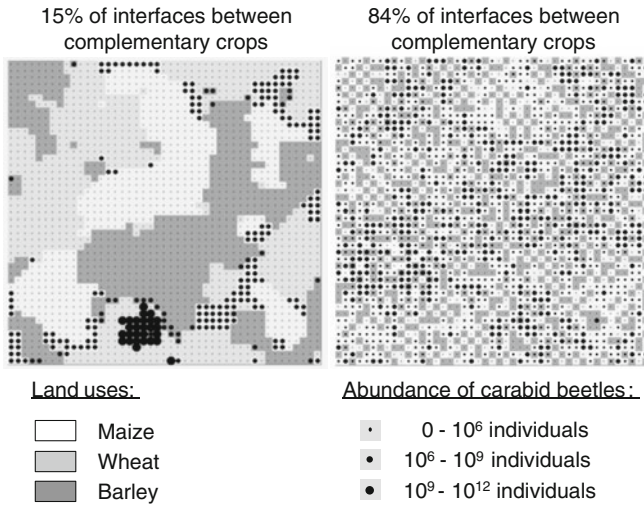 15% of interfaces between
complementary crops
84% of interfaces between
complementary crops
Land uses:
Maize
Wheat
Barley
Abundance of carabid beetles :
0 - 10⁶ individuals
10⁶ - 10⁹ individuals
10⁹ - 10¹² individuals